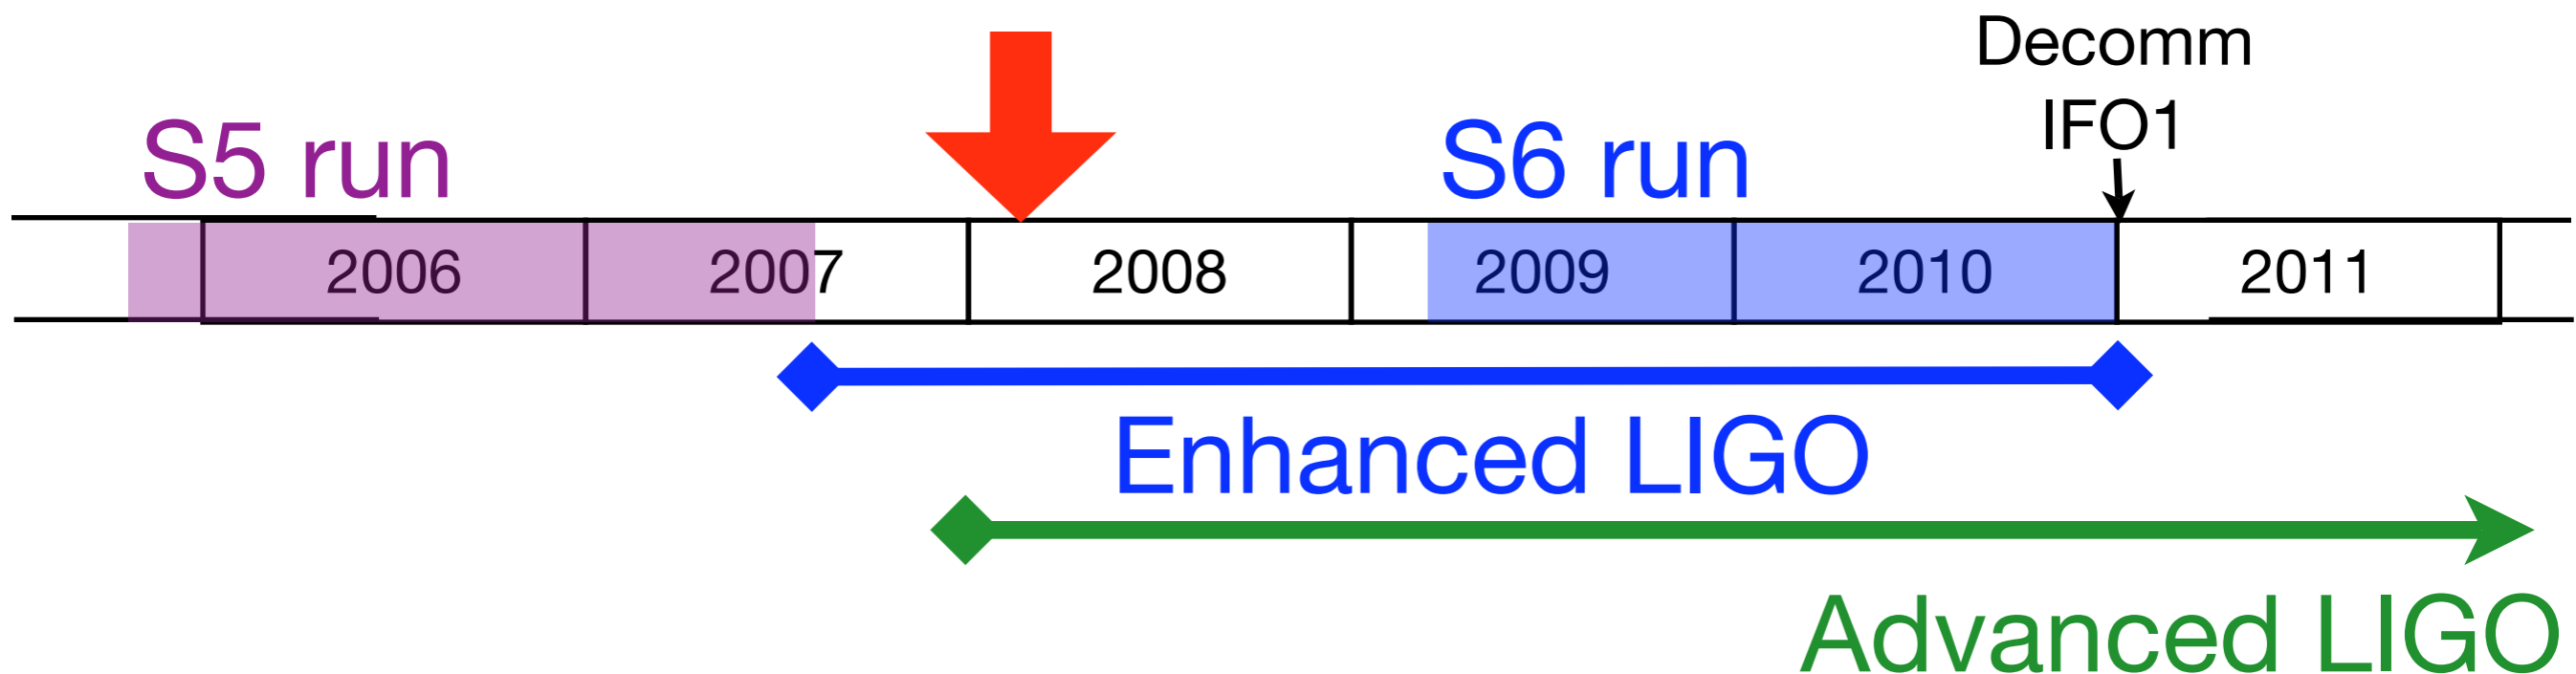 Decomm
IFO1
S5 run
S6 run
2006
2007
2008
2009
2010
2011
Enhanced LIGO
Advanced LIGO